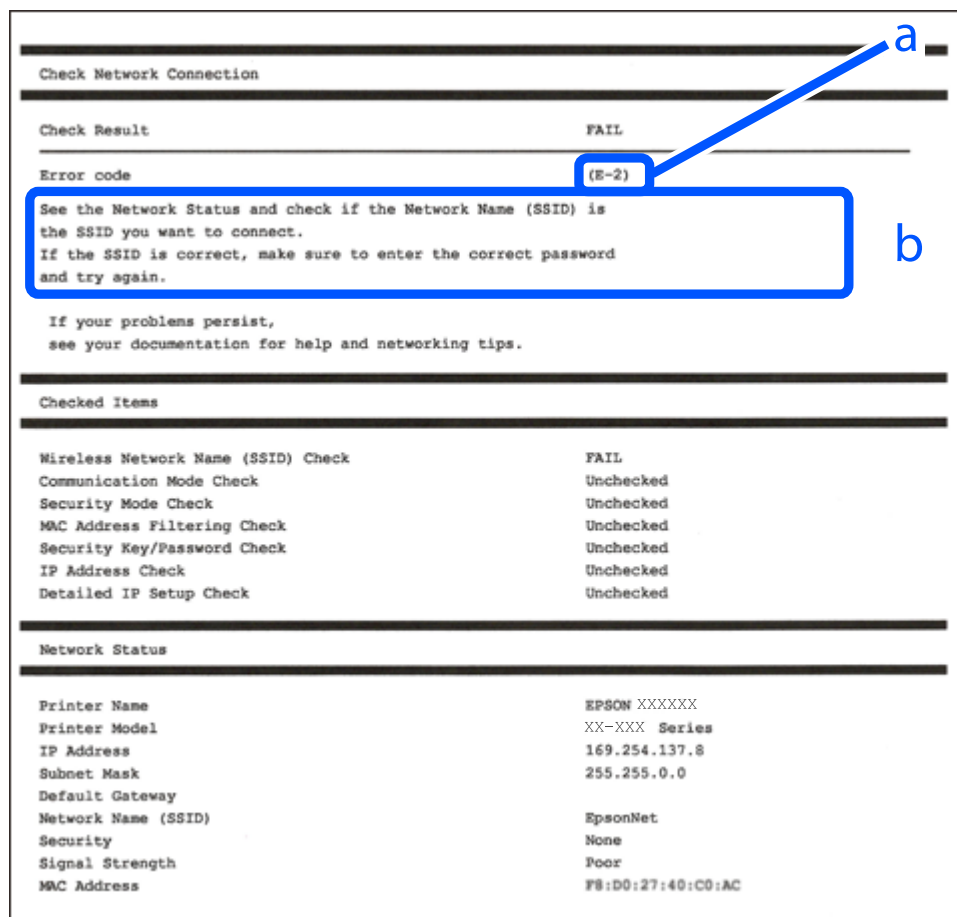 a
Check Network Connection
Check Result FAIL
Error code (E-2)
See the Network Status and check if the Network Name (SSID) is
the SSID you want to connect.
If the SSID is correct, make sure to enter the correct password
and try again.
b
If your problems persist,
see your documentation for help and networking tips.
Checked Items
Wireless Network Name (SSID) Check FAIL
Communication Mode Check Unchecked
Security Mode Check Unchecked
MAC Address Filtering Check Unchecked
Security Key/Password Check Unchecked
IP Address Check Unchecked
Detailed IP Setup Check Unchecked
Network Status
Printer Name EPSON XXXXXX
Printer Model XX-XXX Series
IP Address 169.254.137.8
Subnet Mask 255.255.0.0
Default Gateway
Network Name (SSID) EpsonNet
Security None
Signal Strength Poor
MAC Address F8:D0:27:40:C0:AC